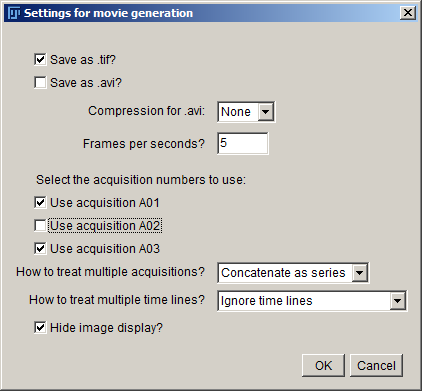 Settings for movie generation
Save as .tif?
Save as .avi?
Compression for .avi: None
Frames per seconds? 5
Select the acquisition numbers to use:
Use acquisition A01
Use acquisition A02
Use acquisition A03
How to treat multiple acquisitions? Concatenate as series
How to treat multiple time lines? Ignore time lines
Hide image display?
OK Cancel